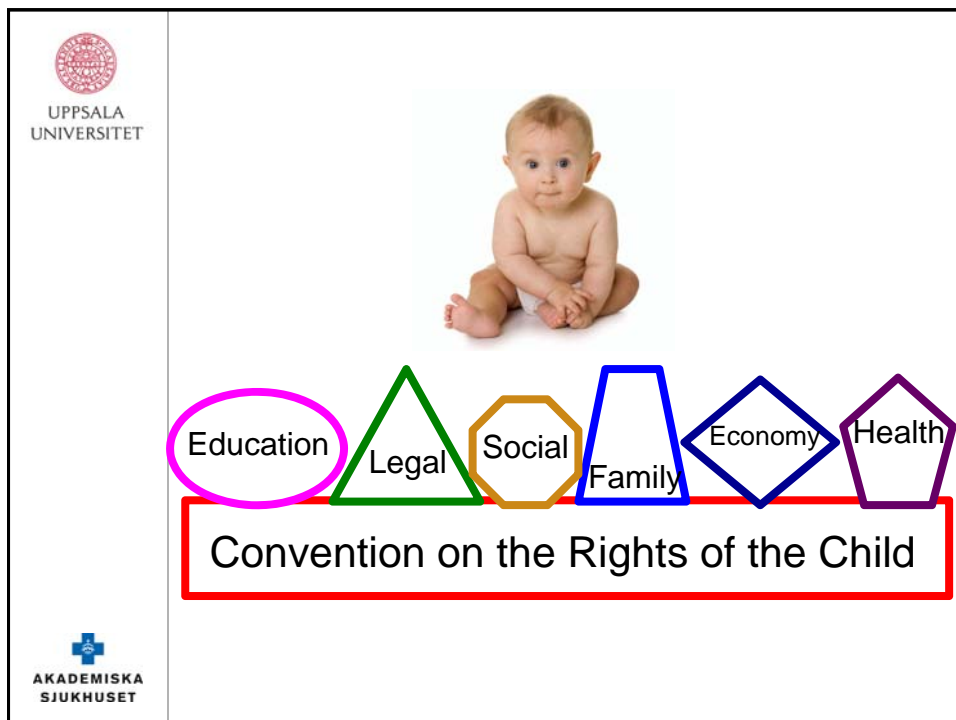 UPPSALA
UNIVERSITET
Education
Legal
Social
Family
Economy
Health
Convention on the Rights of the Child
AKADEMISKA
SJUKHUSET